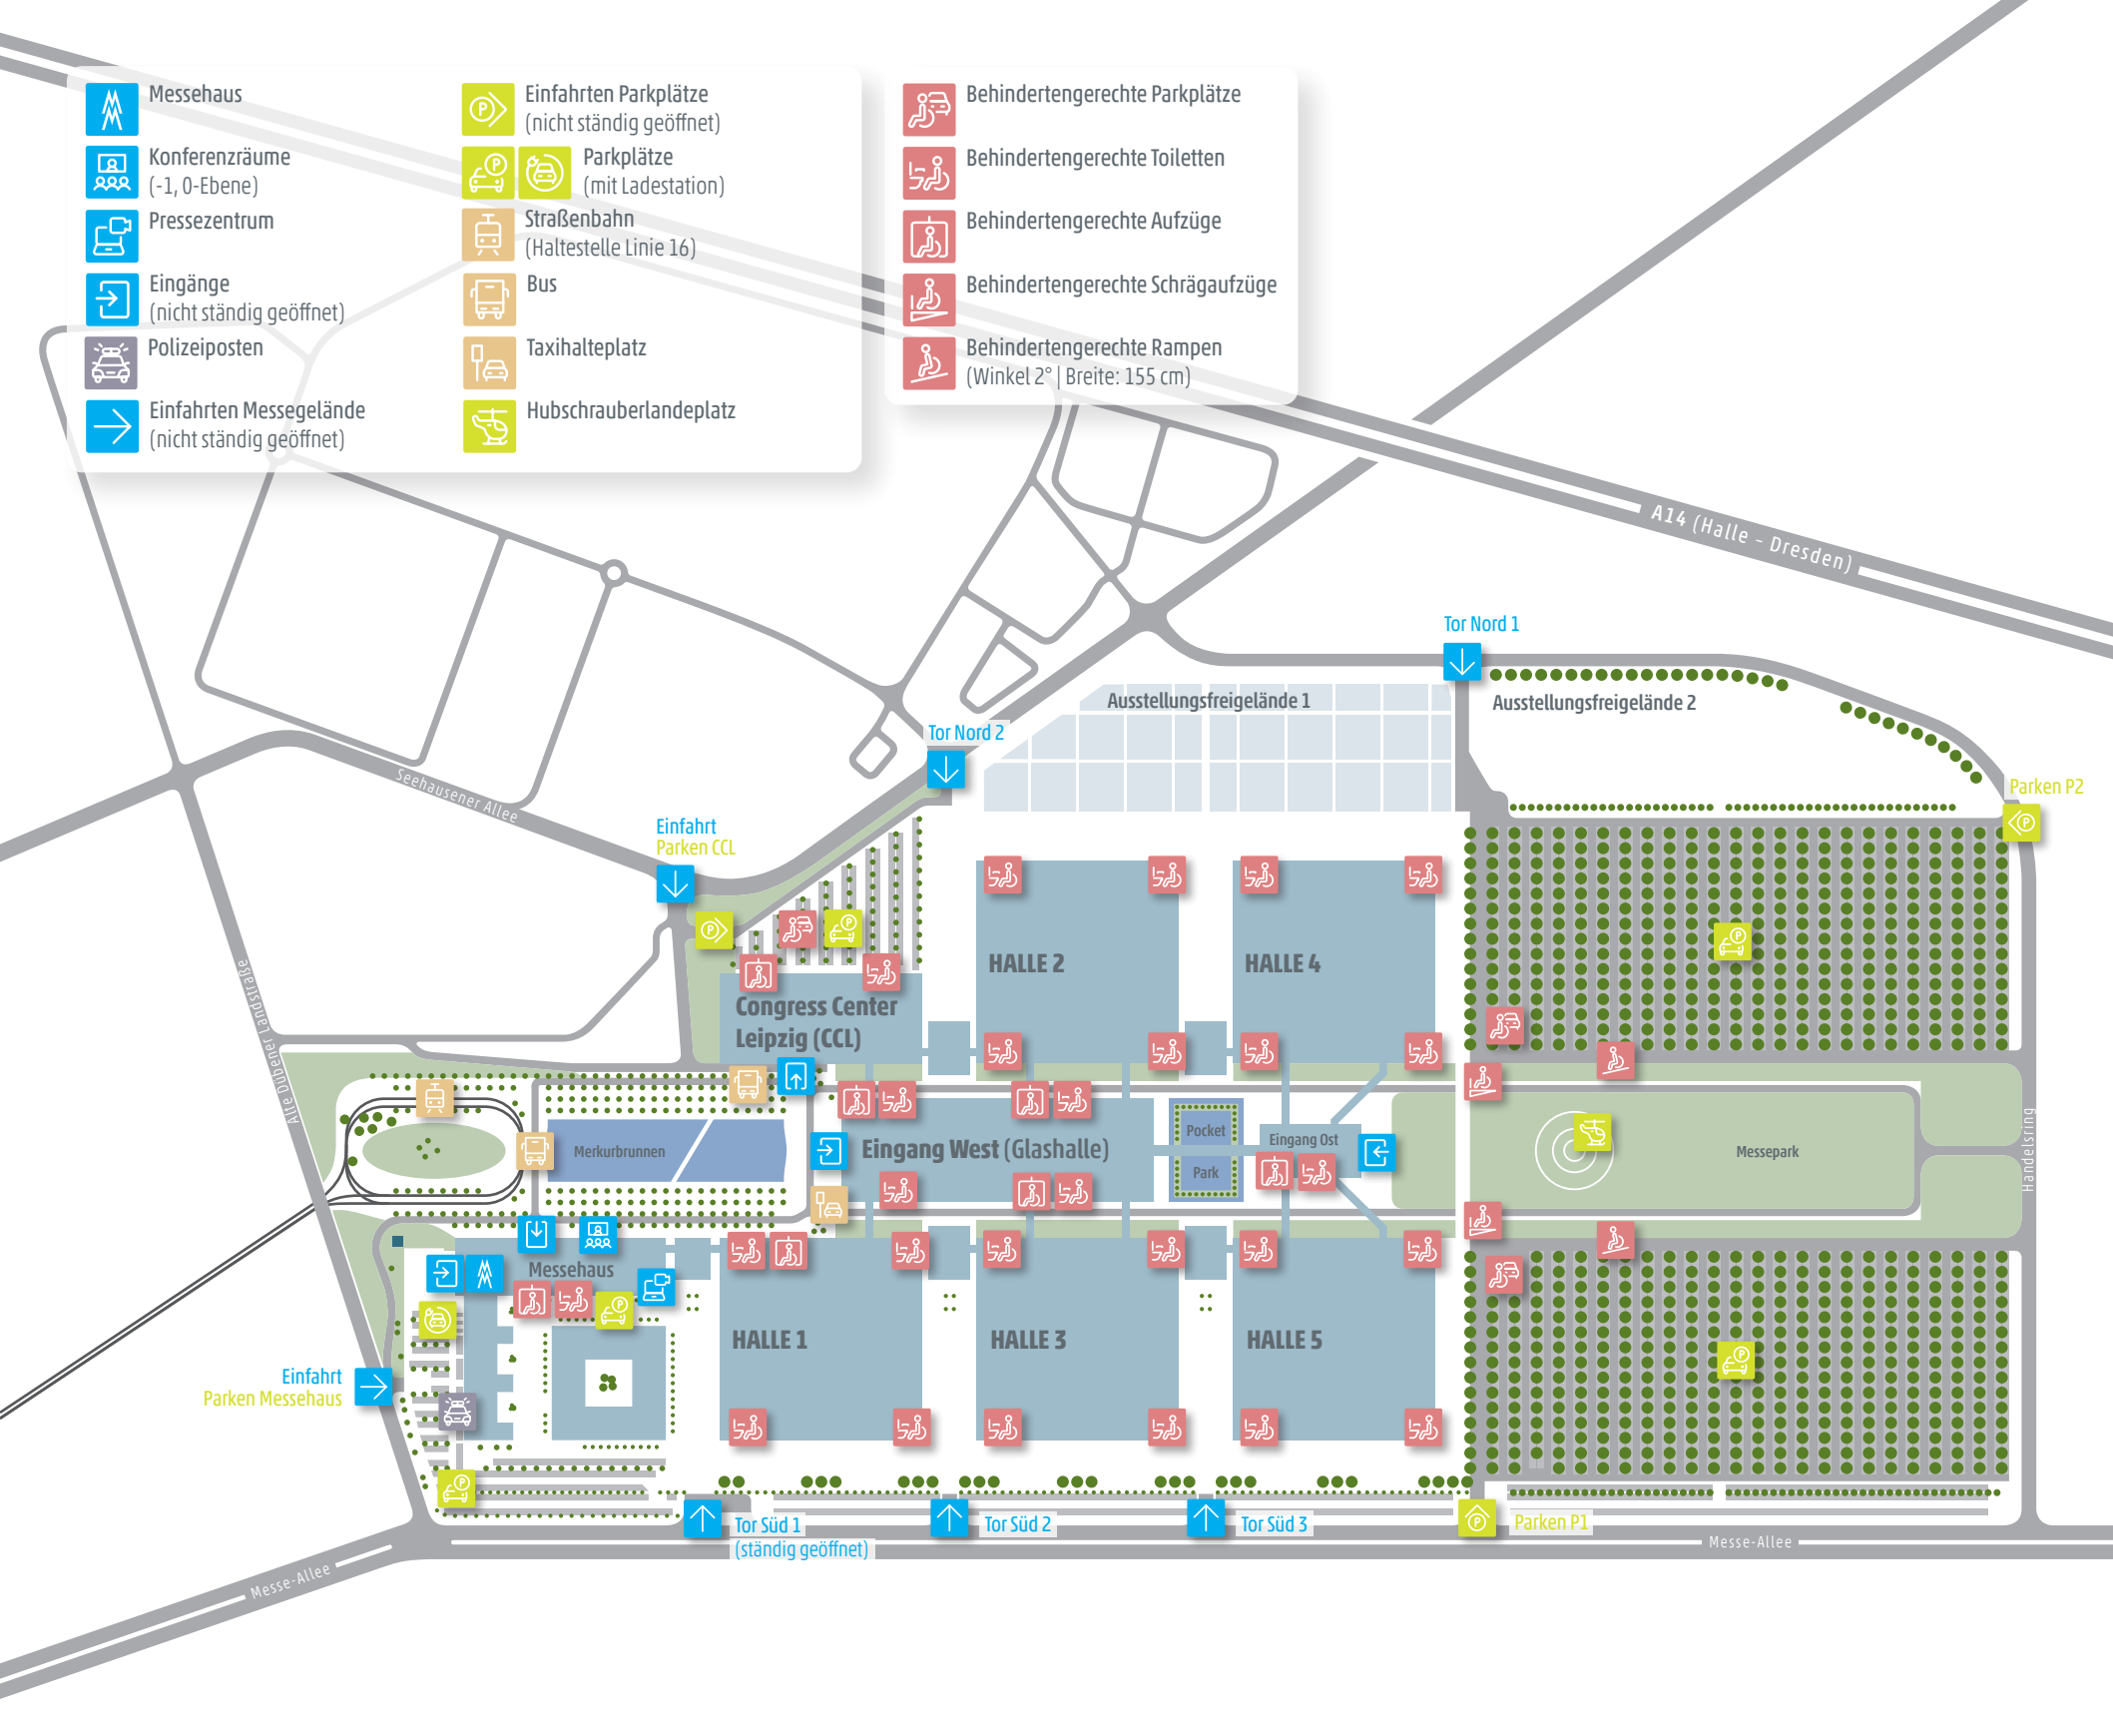 Messehaus
Konferenzräume
(-1, 0-Ebene)
Pressezentrum
Eingänge
(nicht ständig geöffnet)
Polizeiposten
Einfahrten Messegelände
(nicht ständig geöffnet)
Einfahrten Parkplätze
(nicht ständig geöffnet)
Parkplätze
(mit Ladestation)
Straßenbahn
(Haltestelle Linie 16)
Bus
Taxihalteplatz
Hubschrauberlandeplatz
Behindertengerechte Parkplätze
Behindertengerechte Toiletten
Behindertengerechte Aufzüge
Behindertengerechte Schrägaufzüge
Behindertengerechte Rampen
(Winkel 2° | Breite: 155 cm)
A14 (Halle - Dresden)
Tor Nord 1
Ausstellungsfreigelände 1
Ausstellungsfreigelände 2
Tor Nord 2
Seehausener Allee
Parken P2
Einfahrt
Parken CCL
HALLE 2
HALLE 4
Congress Center
Leipzig (CCL)
Alte Dübener Landstraße
Merkurbrunnen
Eingang West (Glashalle)
Pocket
Park
Eingang Ost
Messepark
Handelsring
Messehaus
HALLE 1
HALLE 3
HALLE 5
Einfahrt
Parken Messehaus
Tor Süd 1
(ständig geöffnet)
Tor Süd 2
Tor Süd 3
Parken P1
Messe-Allee
Messe-Allee